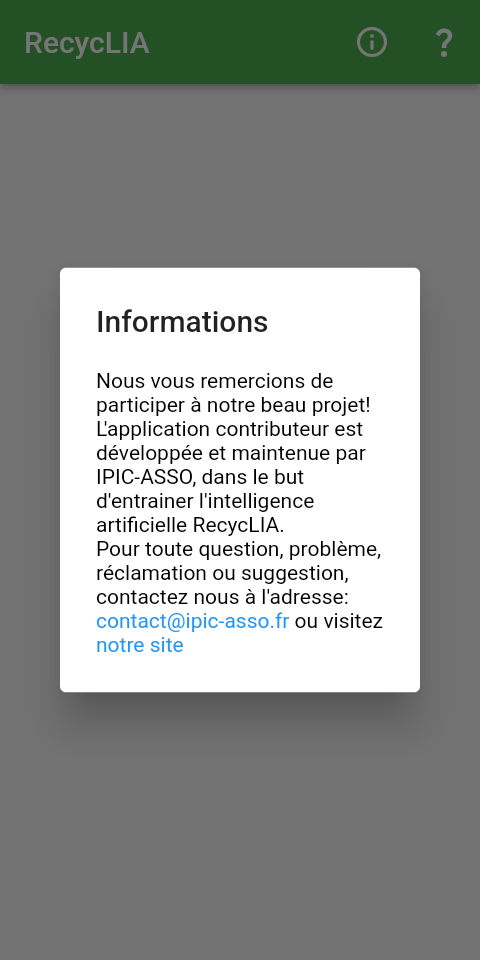 RecycLIA
Informations
Nous vous remercions de
participer à notre beau projet!
L'application contributeur est
développée et maintenue par
IPIC-ASSO, dans le but
d'entrainer l'intelligence
artificielle RecycLIA.
Pour toute question, problème,
réclamation ou suggestion,
contactez nous à l'adresse:
contact@ipic-asso.fr ou visitez
notre site